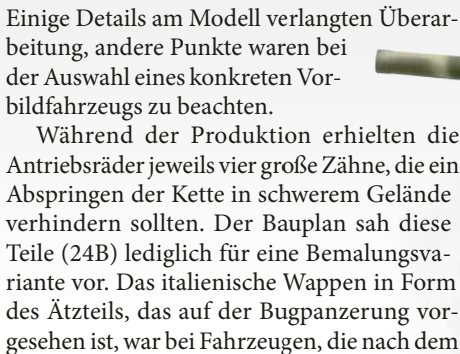 Einige Details am Modell verlangten Überar-
beitung, andere Punkte waren bei
der Auswahl eines konkreten Vor-
bildfahrzeugs zu beachten.
Während der Produktion erhielten die
Antriebsräder jeweils vier große Zähne, die ein
Abspringen der Kette in schwerem Gelände
verhindern sollten. Der Bauplan sah diese
Teile (24B) lediglich für eine Bemalungsva-
riante vor. Das italienische Wappen in Form
des Ätzteils, das auf der Bugpanzerung vor-
gesehen ist, war bei Fahrzeugen, die nach dem